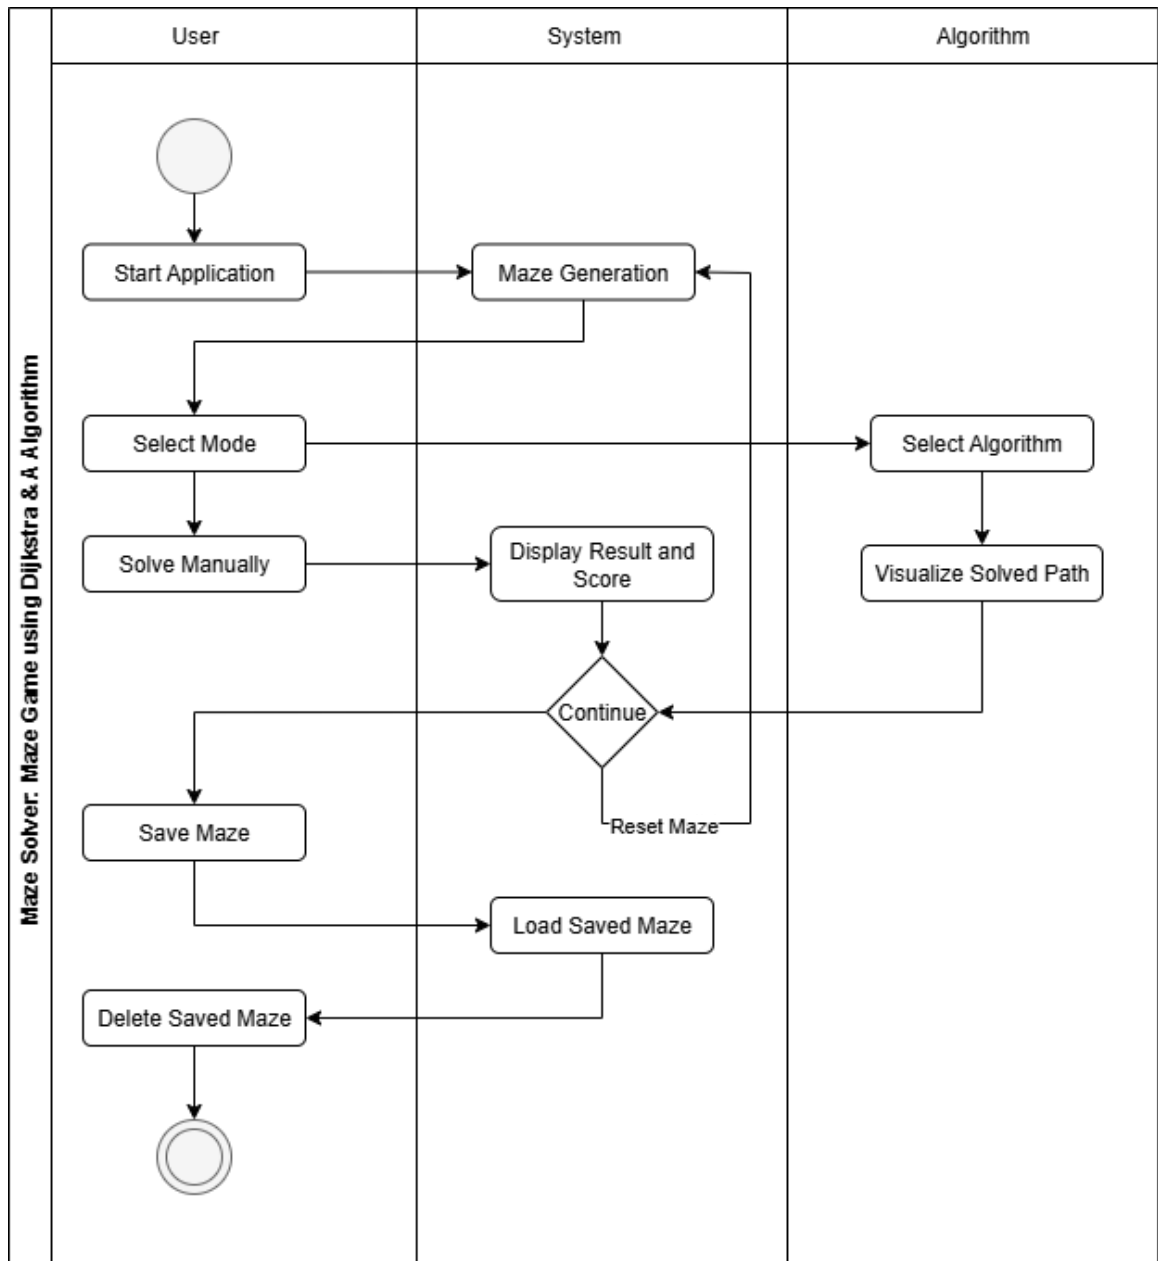 User
System
Algorithm
Maze Solver: Maze Game using Dijkstra & A Algorithm
Start Application
Maze Generation
Select Mode
Select Algorithm
Solve Manually
Display Result and
Score
Visualize Solved Path
Continue
Save Maze
Reset Maze
Load Saved Maze
Delete Saved Maze